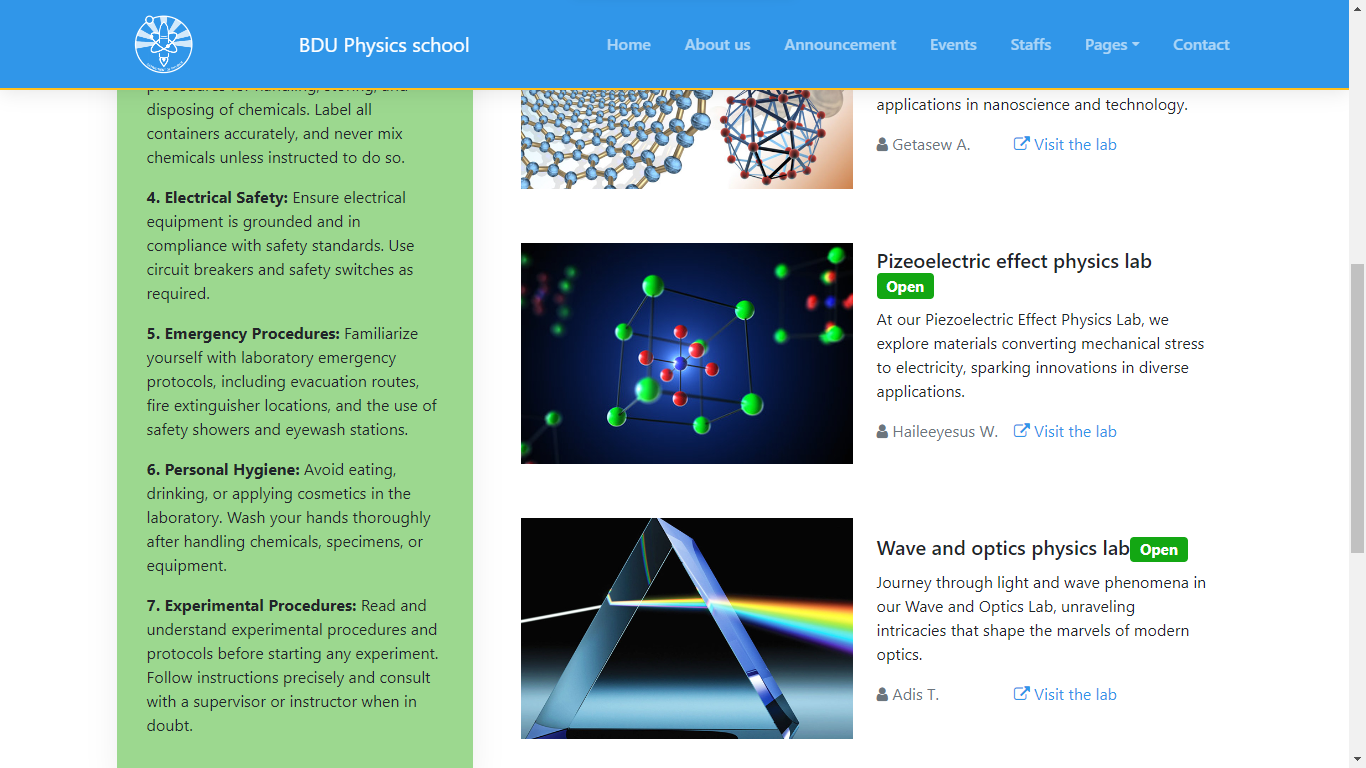 BDU Physics school
Home
About us
Announcement
Events
Staffs
Pages
Contact
procedures for handling, storing, and
disposing of chemicals. Label all
containers accurately, and never mix
chemicals unless instructed to do so.
4. Electrical Safety: Ensure electrical
equipment is grounded and in
compliance with safety standards. Use
circuit breakers and safety switches as
required.
5. Emergency Procedures: Familiarize
yourself with laboratory emergency
protocols, including evacuation routes,
fire extinguisher locations, and the use of
safety showers and eyewash stations.
6. Personal Hygiene: Avoid eating,
drinking, or applying cosmetics in the
laboratory. Wash your hands thoroughly
after handling chemicals, specimens, or
equipment.
7. Experimental Procedures: Read and
understand experimental procedures and
protocols before starting any experiment.
Follow instructions precisely and consult
with a supervisor or instructor when in
doubt.
applications in nanoscience and technology.
Getasew A.
Visit the lab
Pizeoelectric effect physics lab
Open
At our Piezoelectric Effect Physics Lab, we
explore materials converting mechanical stress
to electricity, sparking innovations in diverse
applications.
Haileeyesus W.
Visit the lab
Wave and optics physics lab Open
Journey through light and wave phenomena in
our Wave and Optics Lab, unraveling
intricacies that shape the marvels of modern
optics.
Adis T.
Visit the lab